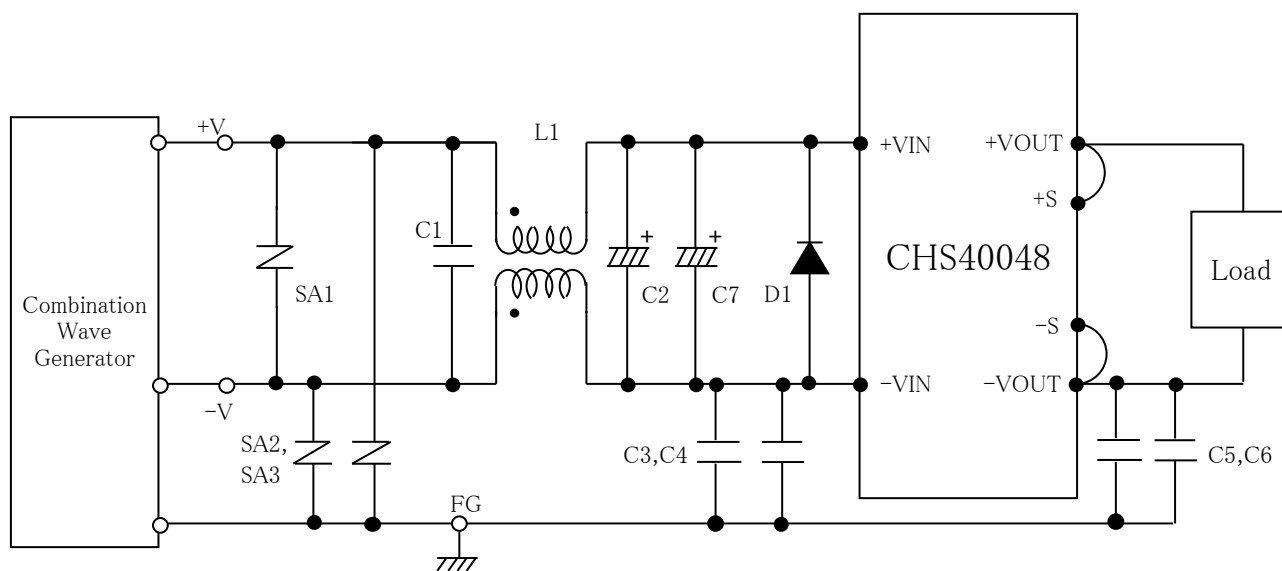 Combination
Wave
Generator
+V
−V
SA1
SA2,
SA3
C1
L1
FG
C2
C7
D1
C3,C4
+VIN
−VIN
CHS40048
+VOUT
+S
−S
−VOUT
C5,C6
Load
+
+